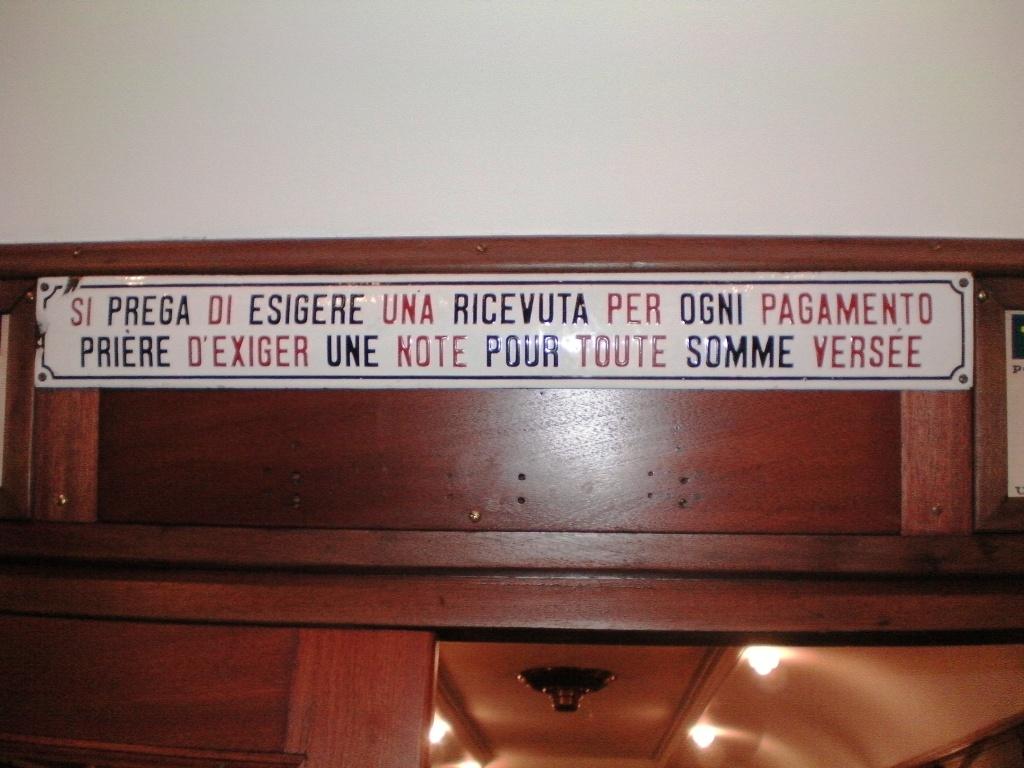 SI PREGA DI ESIGERE UNA RICEVUTA PER OGNI PAGAMENTO
PRIÈRE D'EXIGER UNE NOTE POUR TOUTE SOMME VERSÉE